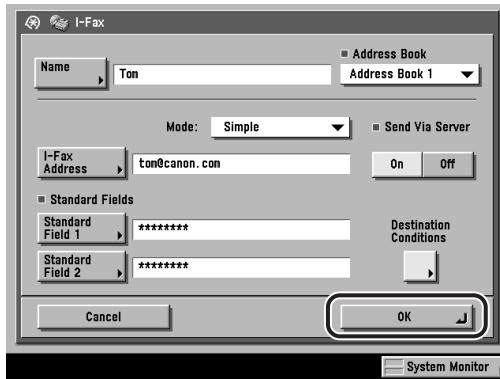 I-Fax
Address Book
Name
Tom
Address Book 1
Mode:
Simple
Send Via Server
I-Fax
Address
tom@canon.com
On
Off
Standard Fields
Standard
Field 1
********
Destination
Conditions
Standard
Field 2
********
Cancel
OK
System Monitor